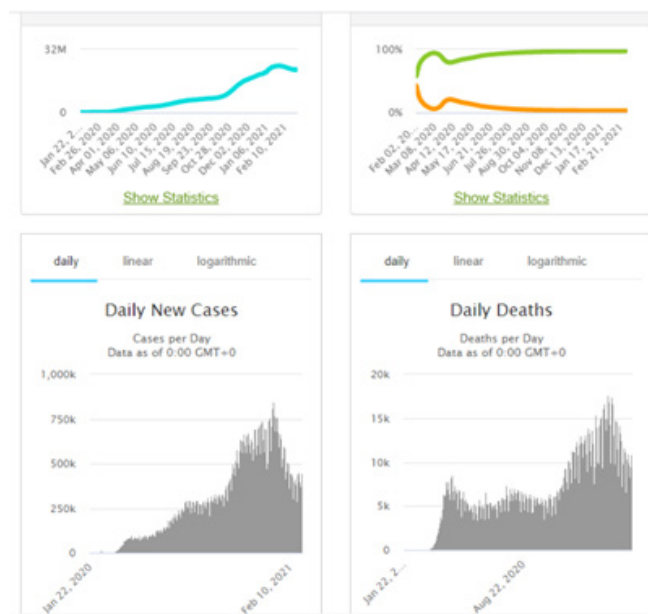 32M
0
Jan 22, 2...
Feb 26, 2020
Apr 01, 2020
May 06, 2020
Jun 10, 2020
Jul 15, 2020
Aug 19, 2020
Sep 23, 2020
Oct 28, 2020
Dec 02, 2020
Jan 06, 2021
Feb 10, 2021
Show Statistics
100%
0%
Feb 02, 20...
Mar 08, 2020
Apr 12, 2020
May 17, 2020
Jun 21, 2020
Jul 26, 2020
Aug 30, 2020
Oct 04, 2020
Nov 08, 2020
Dec 13, 2020
Jan 17, 2021
Feb 21, 2021
Show Statistics
daily linear logarithmic
Daily New Cases
Cases per Day
Data as of 0:00 GMT+0
1,000k
750k
500k
250k
0
Jan 22, 2020
Feb 10, 2021
daily linear logarithmic
Daily Deaths
Deaths per Day
Data as of 0:00 GMT+0
20k
15k
10k
5k
0
Jan 22, 2...
Aug 22, 2020